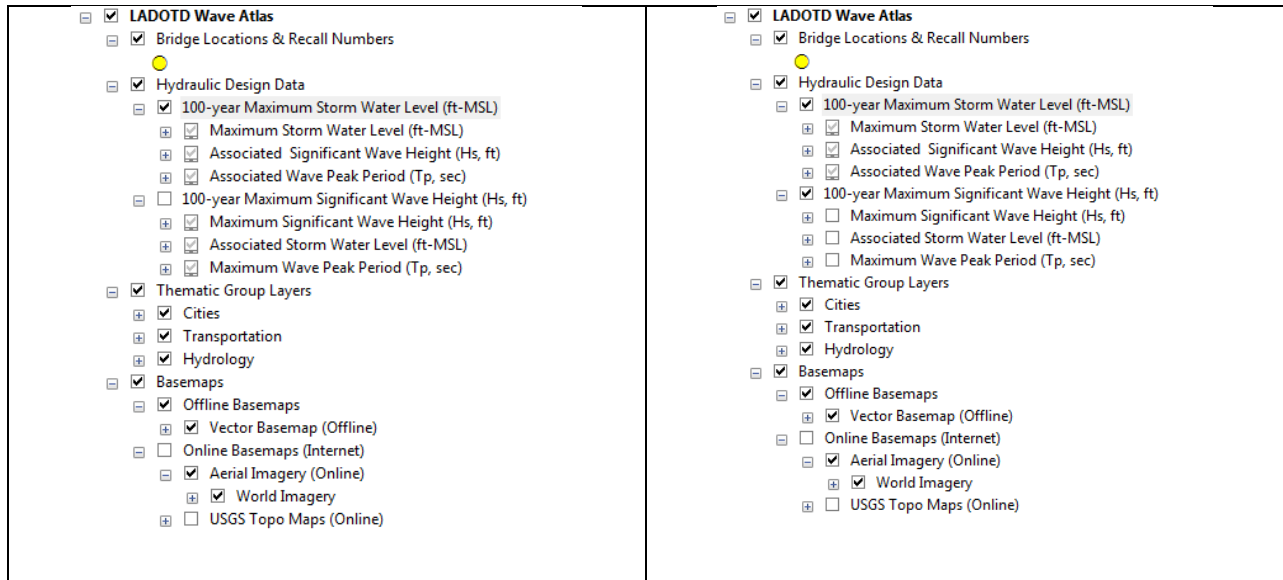 LADOTD Wave Atlas
Bridge Locations & Recall Numbers
Hydraulic Design Data
100-year Maximum Storm Water Level (ft-MSL)
Maximum Storm Water Level (ft-MSL)
Associated  Significant Wave Height (Hs, ft)
Associated Wave Peak Period (Tp, sec)
100-year Maximum Significant Wave Height (Hs, ft)
Maximum Significant Wave Height (Hs, ft)
Associated Storm Water Level (ft-MSL)
Maximum Wave Peak Period (Tp, sec)
Thematic Group Layers
Cities
Transportation
Hydrology
Basemaps
Offline Basemaps
Vector Basemap (Offline)
Online Basemaps (Internet)
Aerial Imagery (Online)
World Imagery
USGS Topo Maps (Online)
LADOTD Wave Atlas
Bridge Locations & Recall Numbers
Hydraulic Design Data
100-year Maximum Storm Water Level (ft-MSL)
Maximum Storm Water Level (ft-MSL)
Associated  Significant Wave Height (Hs, ft)
Associated Wave Peak Period (Tp, sec)
100-year Maximum Significant Wave Height (Hs, ft)
Maximum Significant Wave Height (Hs, ft)
Associated Storm Water Level (ft-MSL)
Maximum Wave Peak Period (Tp, sec)
Thematic Group Layers
Cities
Transportation
Hydrology
Basemaps
Offline Basemaps
Vector Basemap (Offline)
Online Basemaps (Internet)
Aerial Imagery (Online)
World Imagery
USGS Topo Maps (Online)